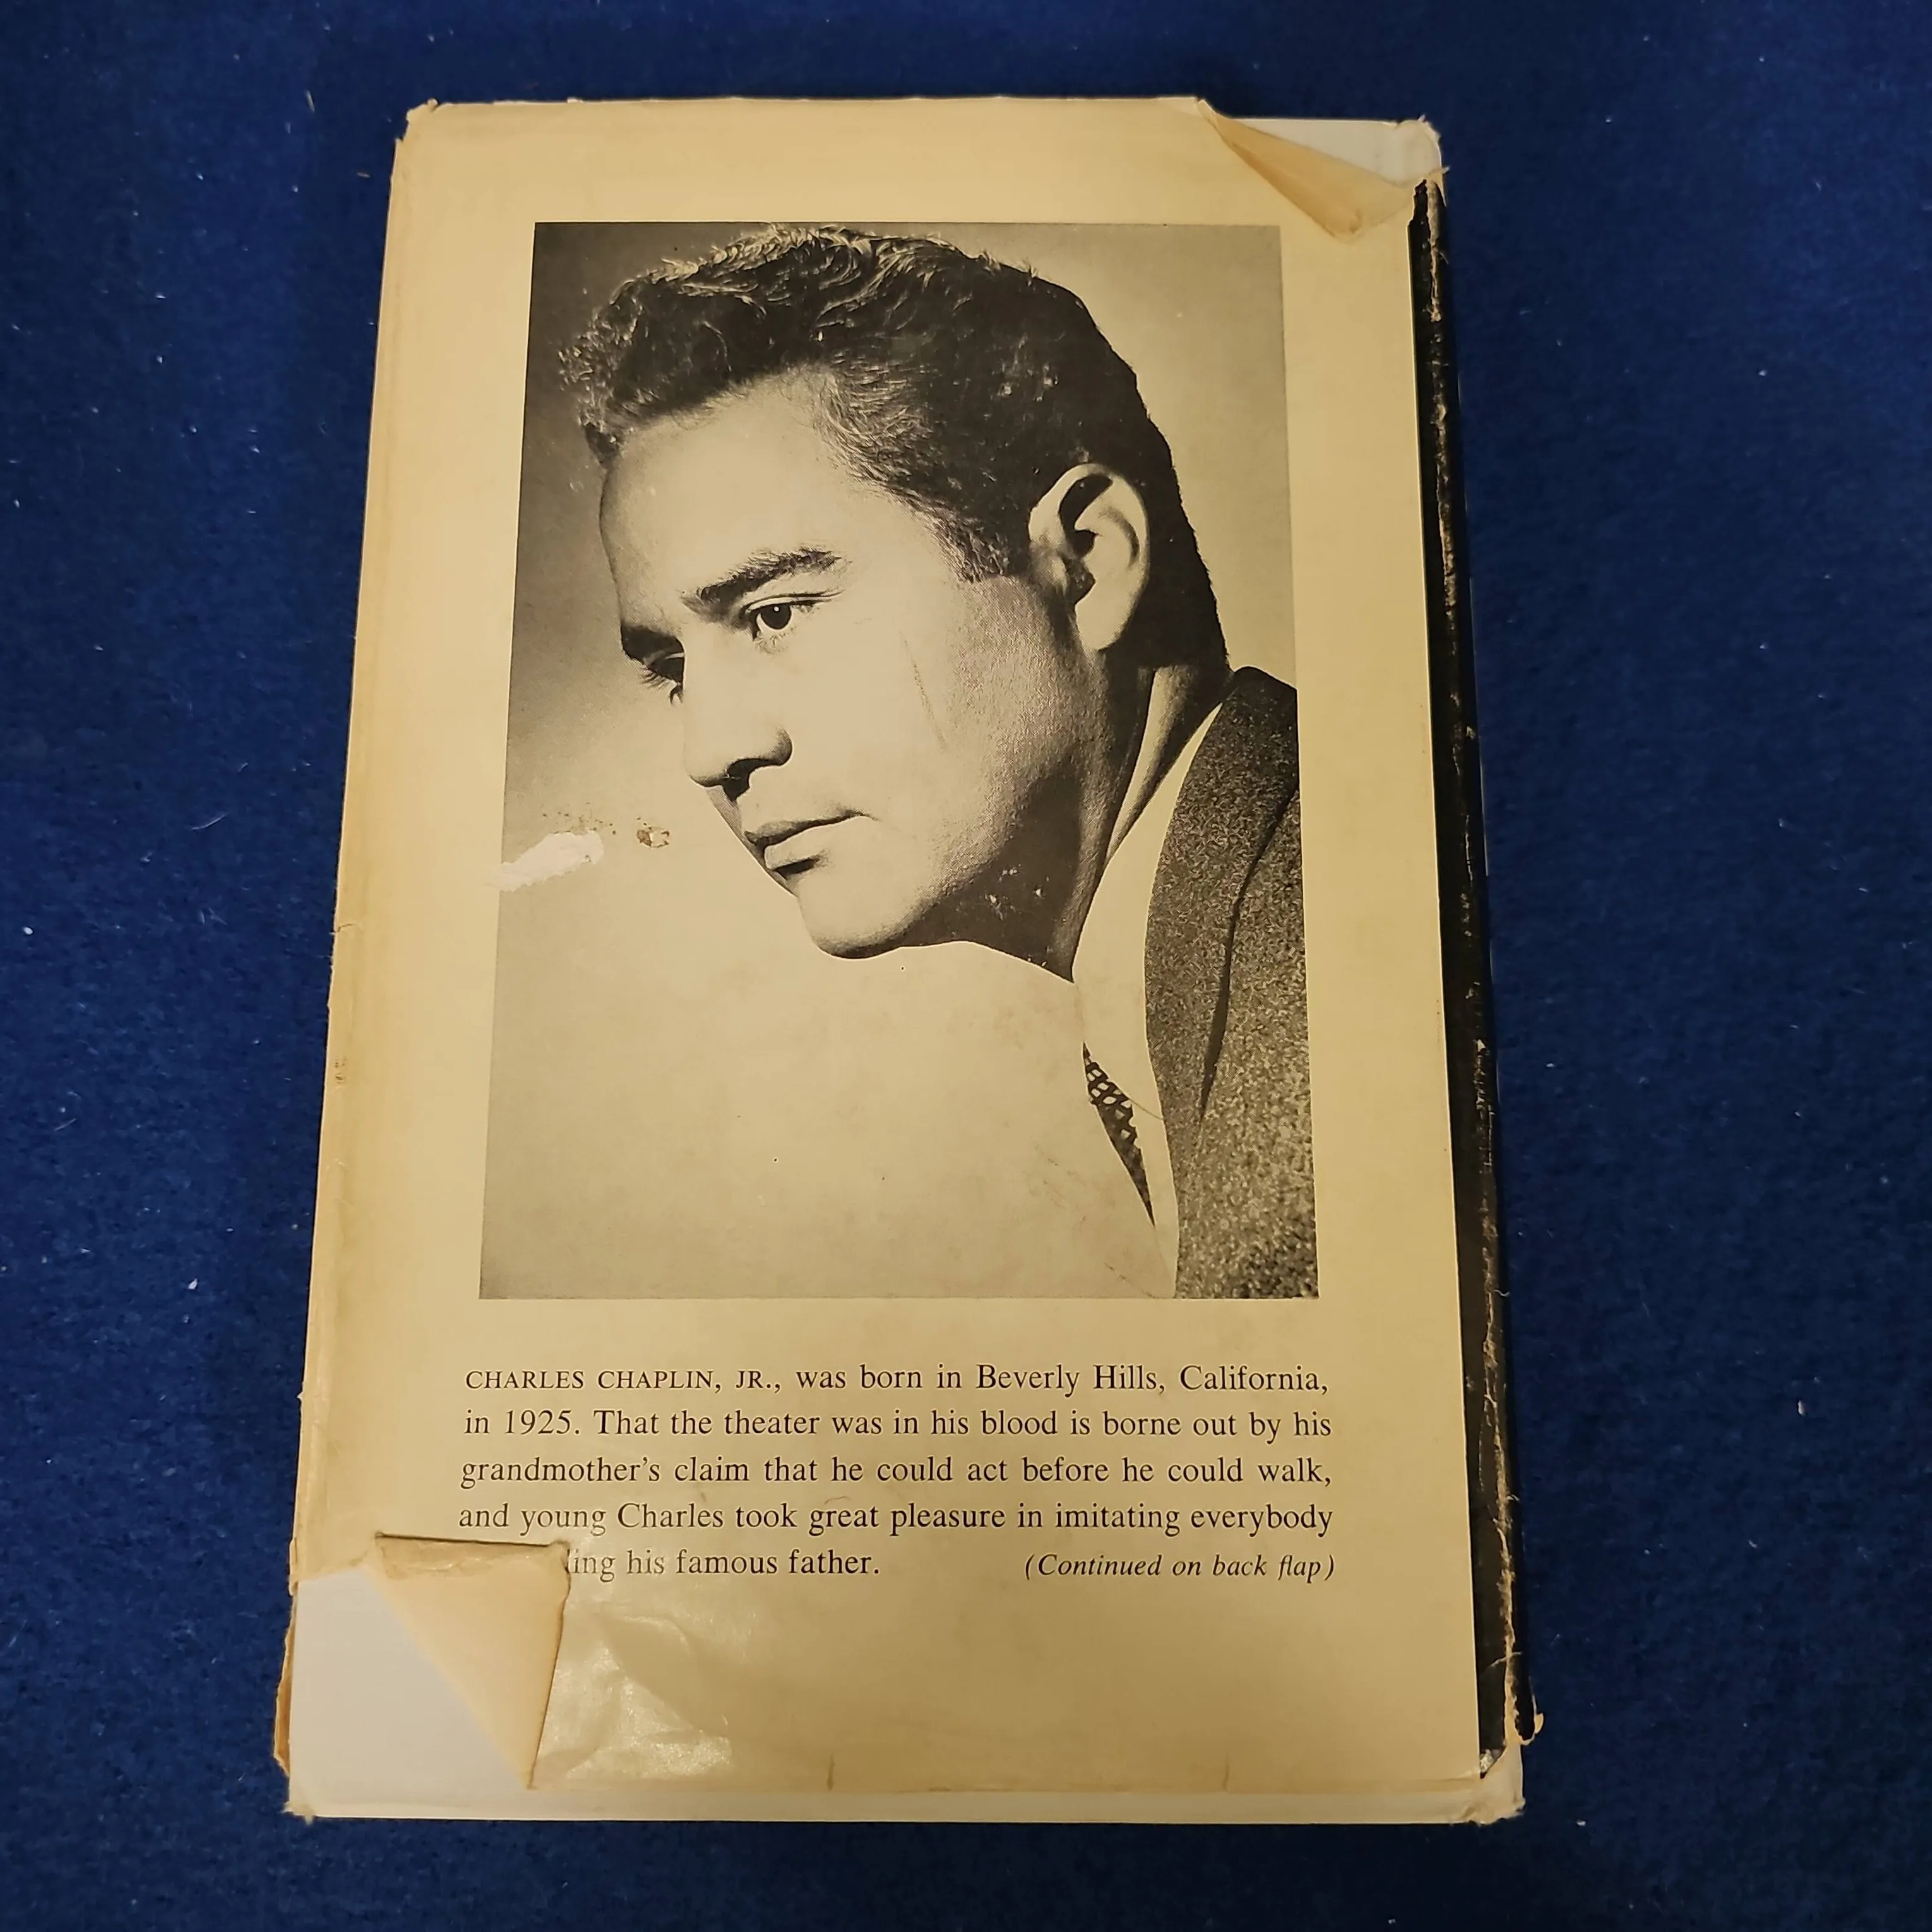 CHARLES CHAPLIN, JR., was born in Beverly Hills, California,
in 1925. That the theater was in his blood is borne out by his
grandmother's claim that he could act before he could walk,
and young Charles took great pleasure in imitating everybody
his famous father. (Continued on back flap)